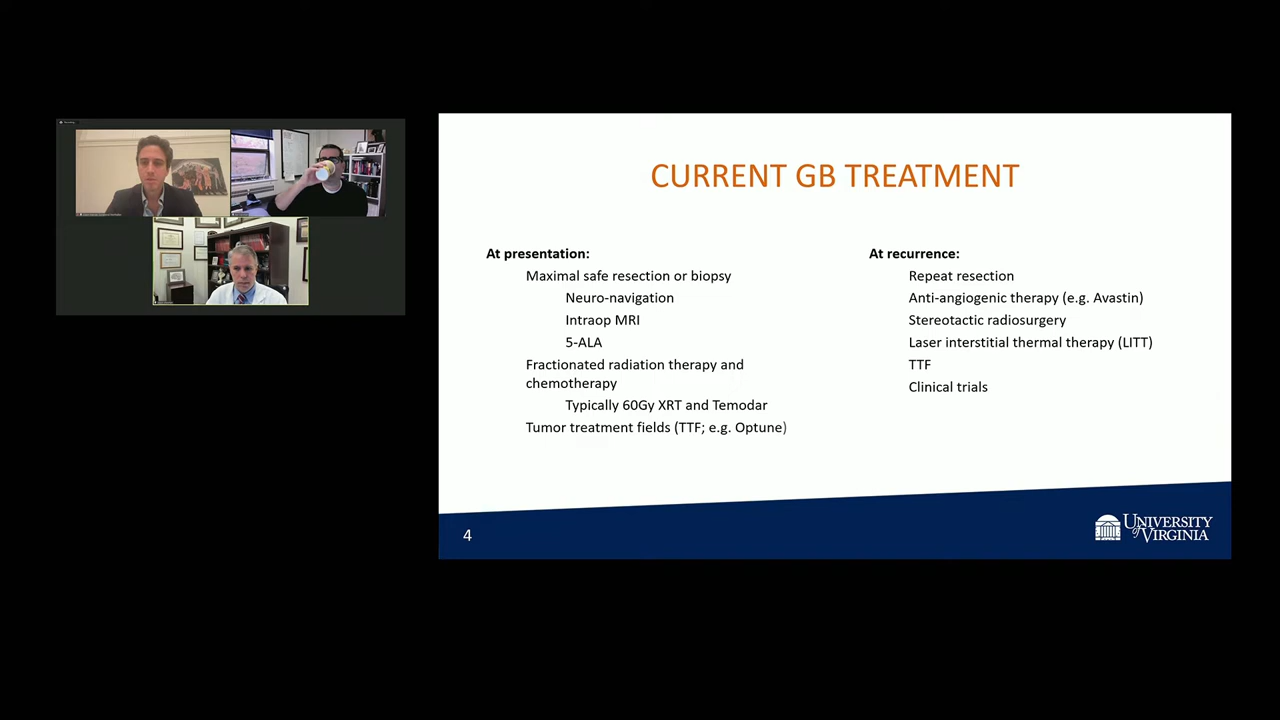 CURRENT GB TREATMENT
At presentation:
Maximal safe resection or biopsy
Neuro-navigation
Intraop MRI
5-ALA
Fractionated radiation therapy and
chemotherapy
Typically 60Gy XRT and Temodar
Tumor treatment fields (TTF; e.g. Optune)
At recurrence:
Repeat resection
Anti-angiogenic therapy (e.g. Avastin)
Stereotactic radiosurgery
Laser interstitial thermal therapy (LITT)
TTF
Clinical trials
4
UNIVERSITY
of VIRGINIA